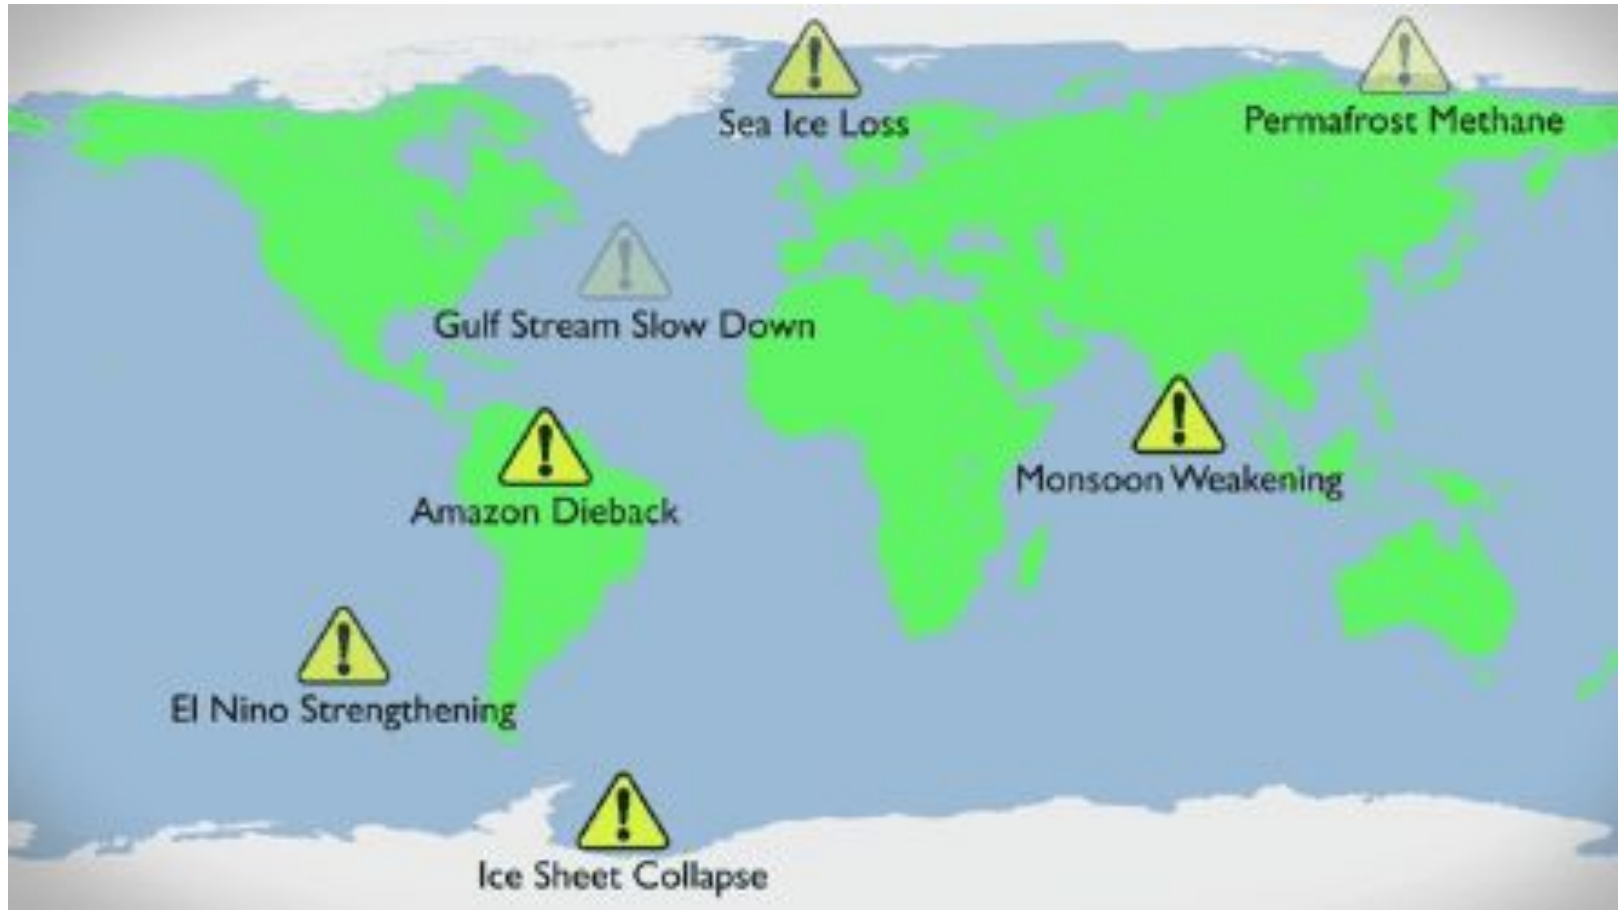 Sea Ice Loss
Permafrost Methane
Gulf Stream Slow Down
Monsoon Weakening
Amazon Dieback
El Nino Strengthening
Ice Sheet Collapse